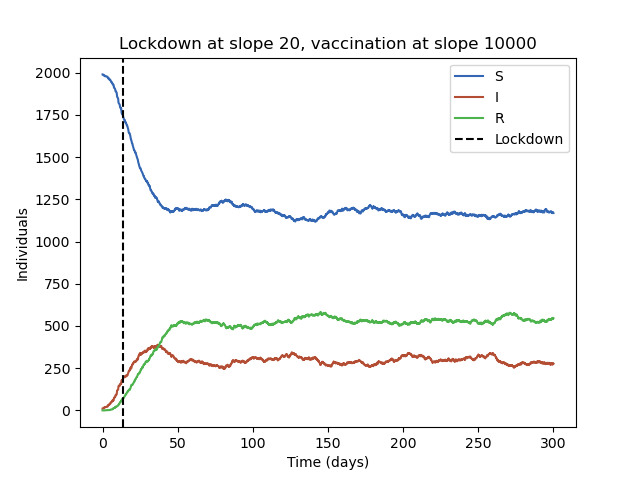 Lockdown at slope 20, vaccination at slope 10000
S
I
R
Lockdown
2000
1750
1500
1250
1000
750
500
250
0
Individuals
0 50 100 150 200 250 300
Time (days)